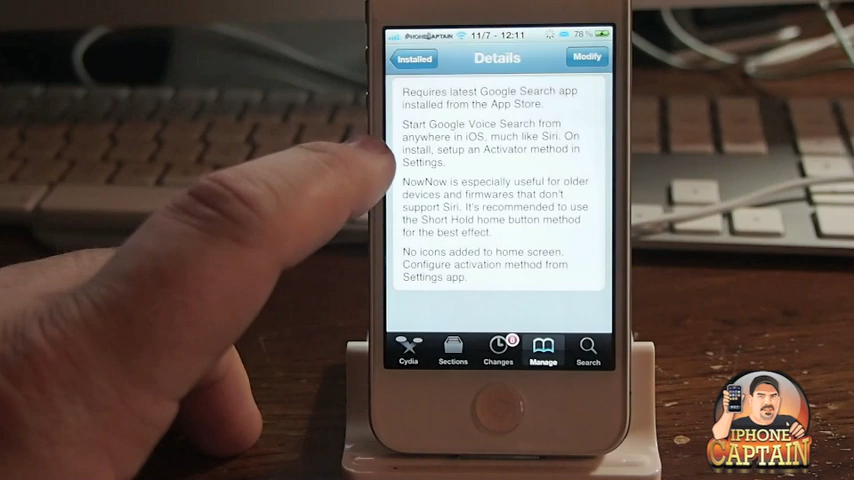 iPHONECAPTAIN 11/7 - 12:11 78 %
Installed Details Modify
Requires latest Google Search app
installed from the App Store.
Start Google Voice Search from
anywhere in iOS, much like Siri. On
install, setup an Activator method in
Settings.
NowNow is especially useful for older
devices and firmwares that don't
support Siri. It's recommended to use
the Short Hold home button method
for the best effect.
No icons added to home screen.
Configure activation method from
Settings app.
Cydia Sections Changes Manage Search
IPHONE
CAPTAIN